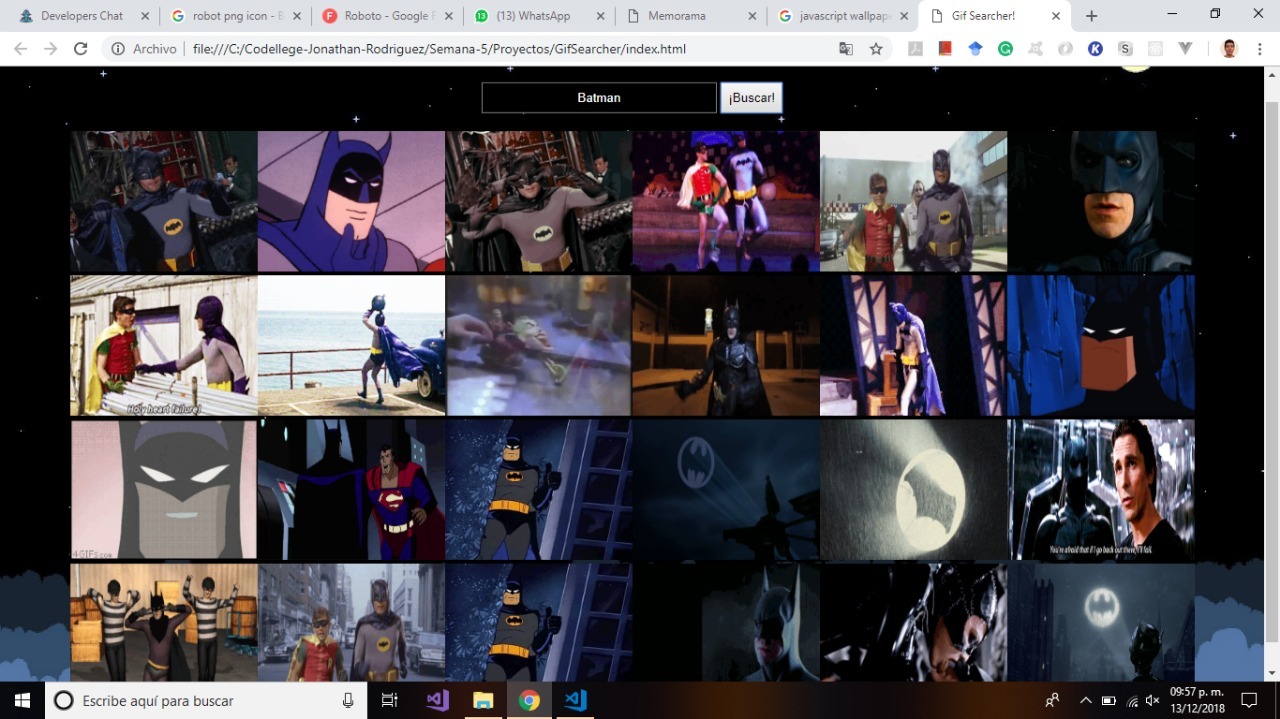 Developers Chat
robot png icon - B
Roboto - Google F
(13) WhatsApp
Memorama
javascript wallpape
Gif Searcher!
Archivo
file:///C:/Codellege-Jonathan-Rodriguez/Semana-5/Proyectos/GifSearcher/index.html
Batman
¡Buscar!
Holy heart failure!
4GIFs.com
You're afraid that if I go back out there, I'll fail.
Escribe aquí para buscar
09:57 p. m.
13/12/2018